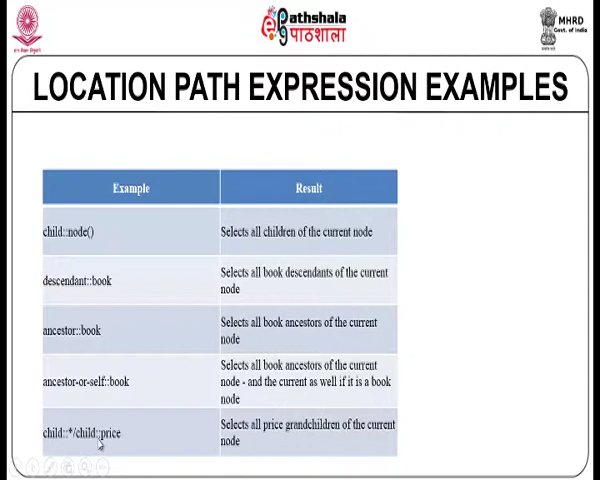 Pathshala
पाठशाला
MHRD
Govt. of India
LOCATION PATH EXPRESSION EXAMPLES
Example Result
child::node() Selects all children of the current node
descendant::book Selects all book descendants of the current
node
ancestor::book Selects all book ancestors of the current
node
ancestor-or-self::book Selects all book ancestors of the current
node - and the current as well if it is a book
node
child::*/child::price Selects all price grandchildren of the current
node